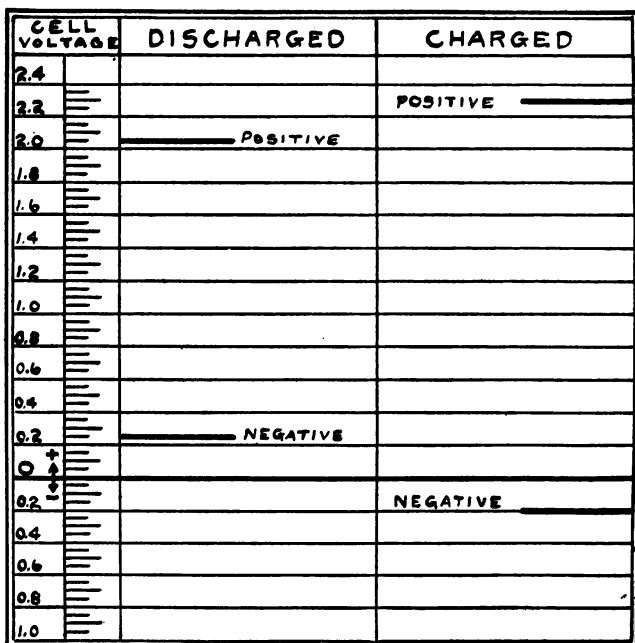 CELL VOLTAGE DISCHARGED CHARGED
2.4
2.2 POSITIVE
2.0 POSITIVE
1.8
1.6
1.4
1.2
1.0
0.8
0.6
0.4
0.2 NEGATIVE
0 + -
0.2 NEGATIVE
0.4
0.6
0.8
1.0